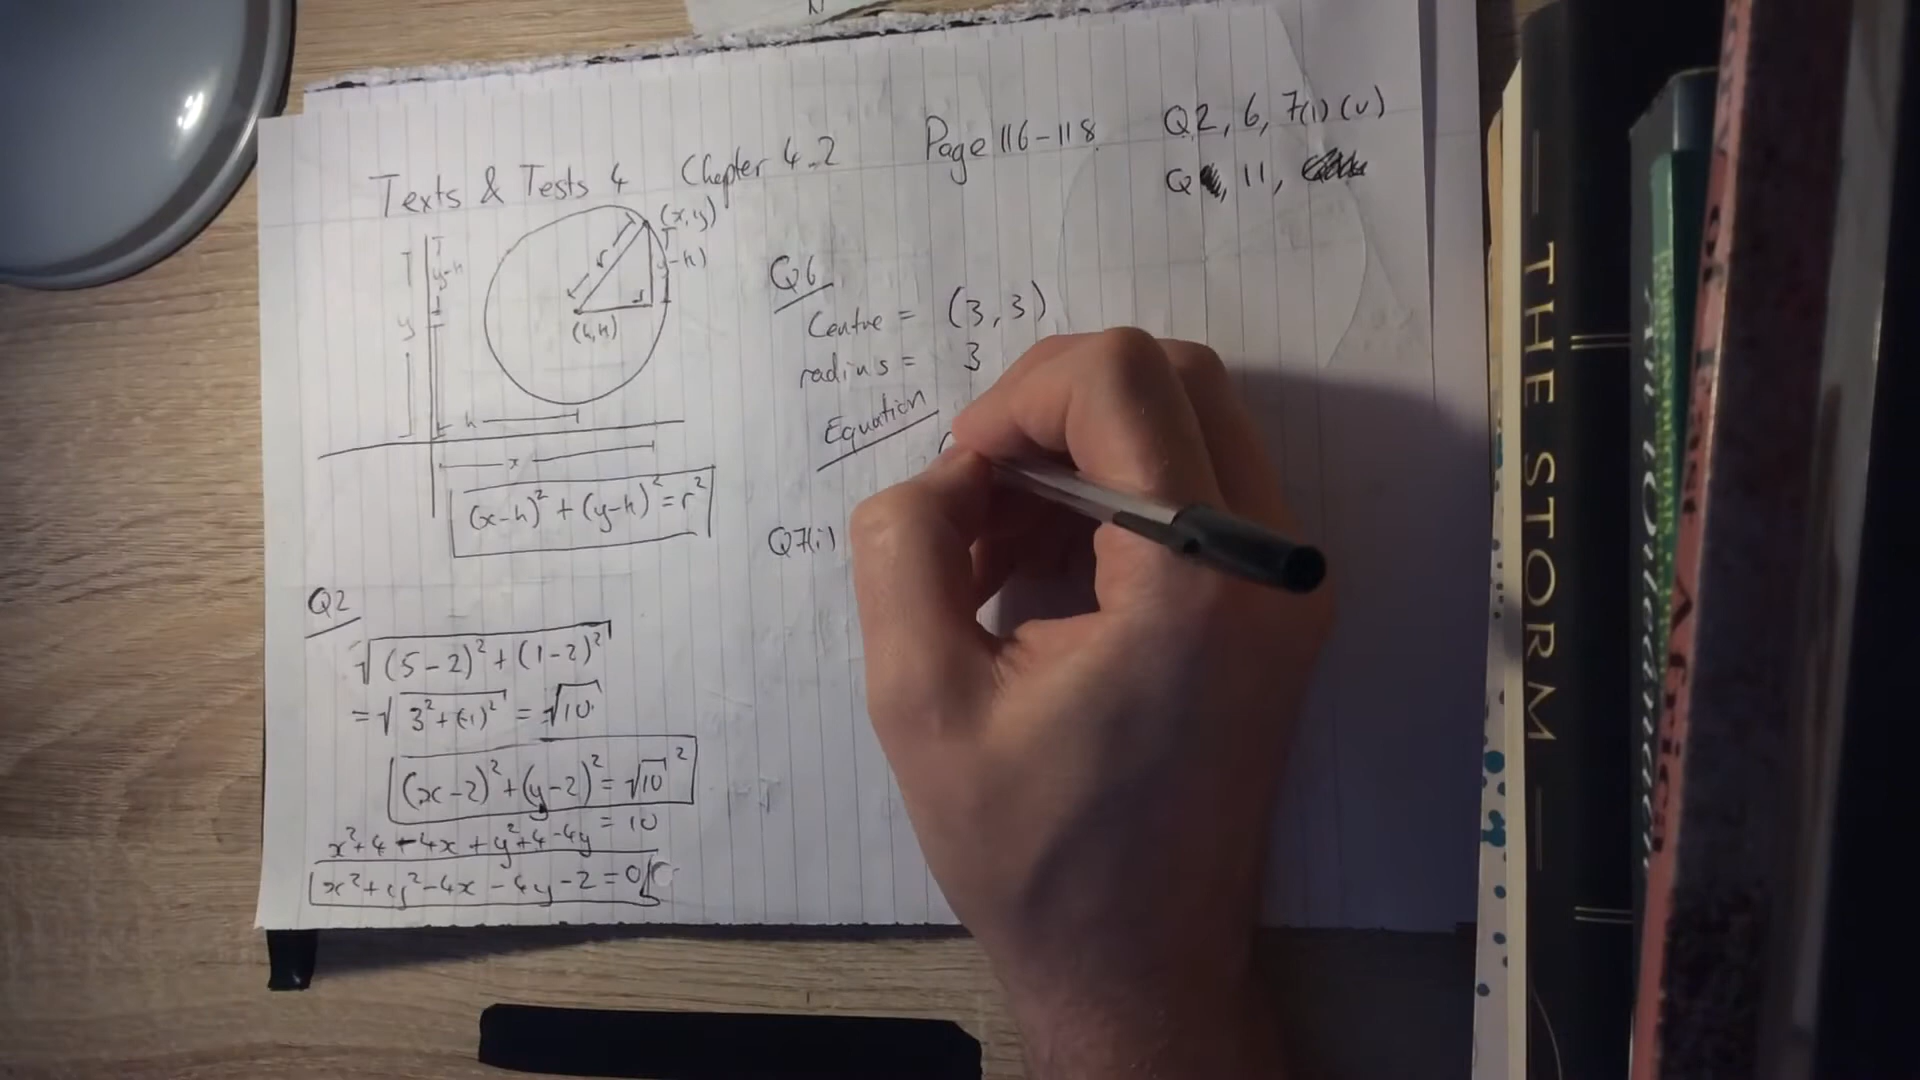 Texts & Tests 4 Chapter 4.2 Page 116-118 Q2, 6, 7(i) (v)
Q , 11,
(x,y)
r
y-k
y-k)
(h,k)
y
h
x
(x-h)² + (y-k)² = r²
Q2
√(5-2)² + (1-2)²
= √3²+(-1)² = √10
(x-2)² + (y-2)² = √10²
x²+4-4x+y²+4-4y = 10
x²+y²-4x-4y-2=0
Q6
Centre = (3,3)
radius = 3
Equation
(
Q7(i)
THE STORM